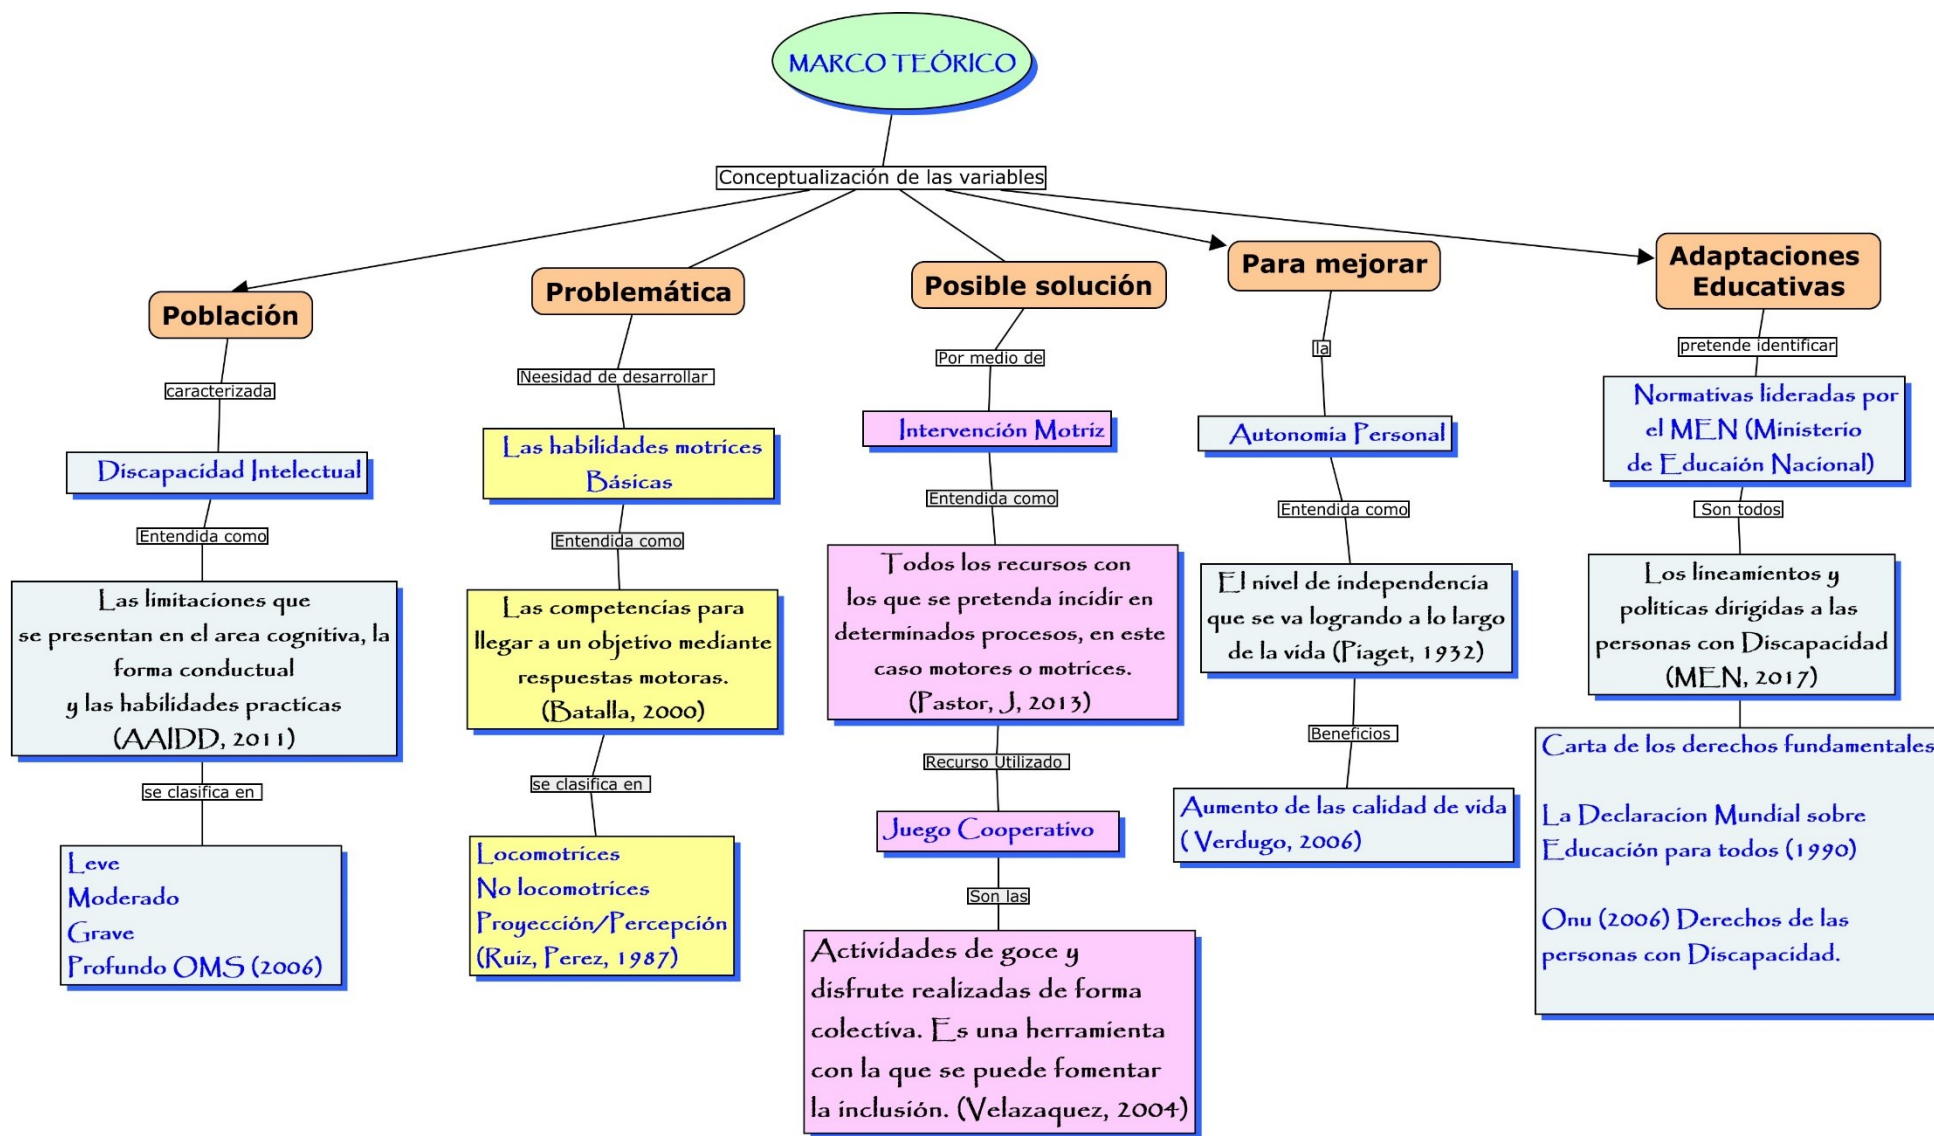 MARCO TEÓRICO
Conceptualización de las variables
Población
caracterizada
Discapacidad Intelectual
Entendida como
Las limitaciones que
se presentan en el area cognitiva, la
forma conductual
y las habilidades practicas
(AAIDD, 2011)
se clasifica en
Leve
Moderado
Grave
Profundo OMS (2006)
Problemática
Neesidad de desarrollar
Las habilidades motrices
Básicas
Entendida como
Las competencias para
llegar a un objetivo mediante
respuestas motoras.
(Batalla, 2000)
se clasifica en
Locomotrices
No locomotrices
Proyección/Percepción
(Ruiz, Perez, 1987)
Posible solución
Por medio de
Intervención Motriz
Entendida como
Todos los recursos con
los que se pretenda incidir en
determinados procesos, en este
caso motores o motrices.
(Pastor, J, 2013)
Recurso Utilizado
Juego Cooperativo
Son las
Actividades de goce y
disfrute realizadas de forma
colectiva. Es una herramienta
con la que se puede fomentar
la inclusión. (Velazaquez, 2004)
Para mejorar
la
Autonomia Personal
Entendida como
El nivel de independencia
que se va logrando a lo largo
de la vida (Piaget, 1932)
Beneficios
Aumento de las calidad de vida
( Verdugo, 2006)
Adaptaciones
Educativas
pretende identificar
Normativas lideradas por
el MEN (Ministerio
de Educaión Nacional)
Son todos
Los lineamientos y
politicas dirigidas a las
personas con Discapacidad
(MEN, 2017)
Carta de los derechos fundamentales
La Declaracion Mundial sobre
Educación para todos (1990)
Onu (2006) Derechos de las
personas con Discapacidad.